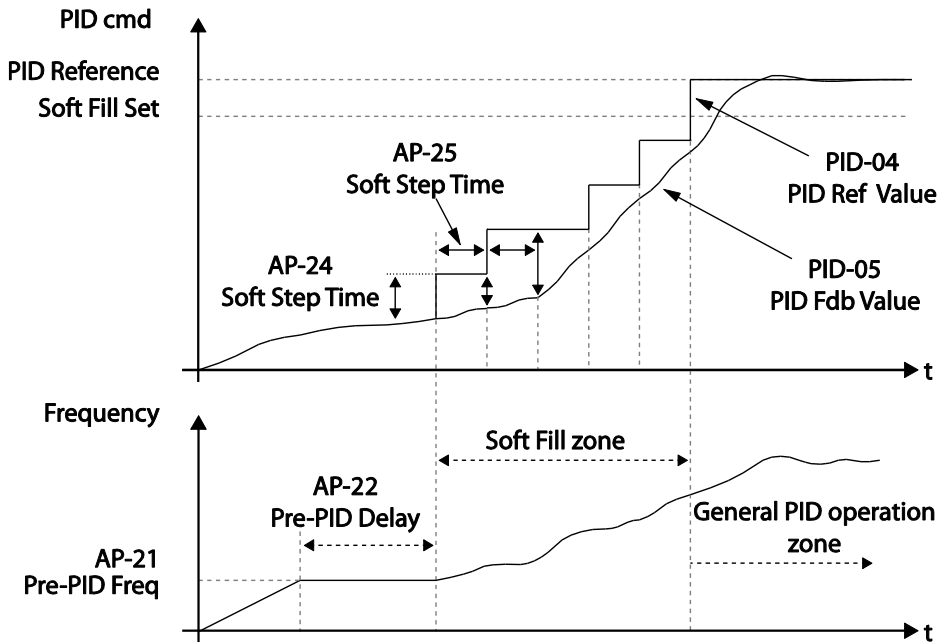 PID cmd
PID Reference
Soft Fill Set
AP-25
Soft Step Time
AP-24
Soft Step Time
PID-04
PID Ref Value
PID-05
PID Fdb Value
t
Frequency
Soft Fill zone
AP-22
Pre-PID Delay
General PID operation
zone
AP-21
Pre-PID Freq
t